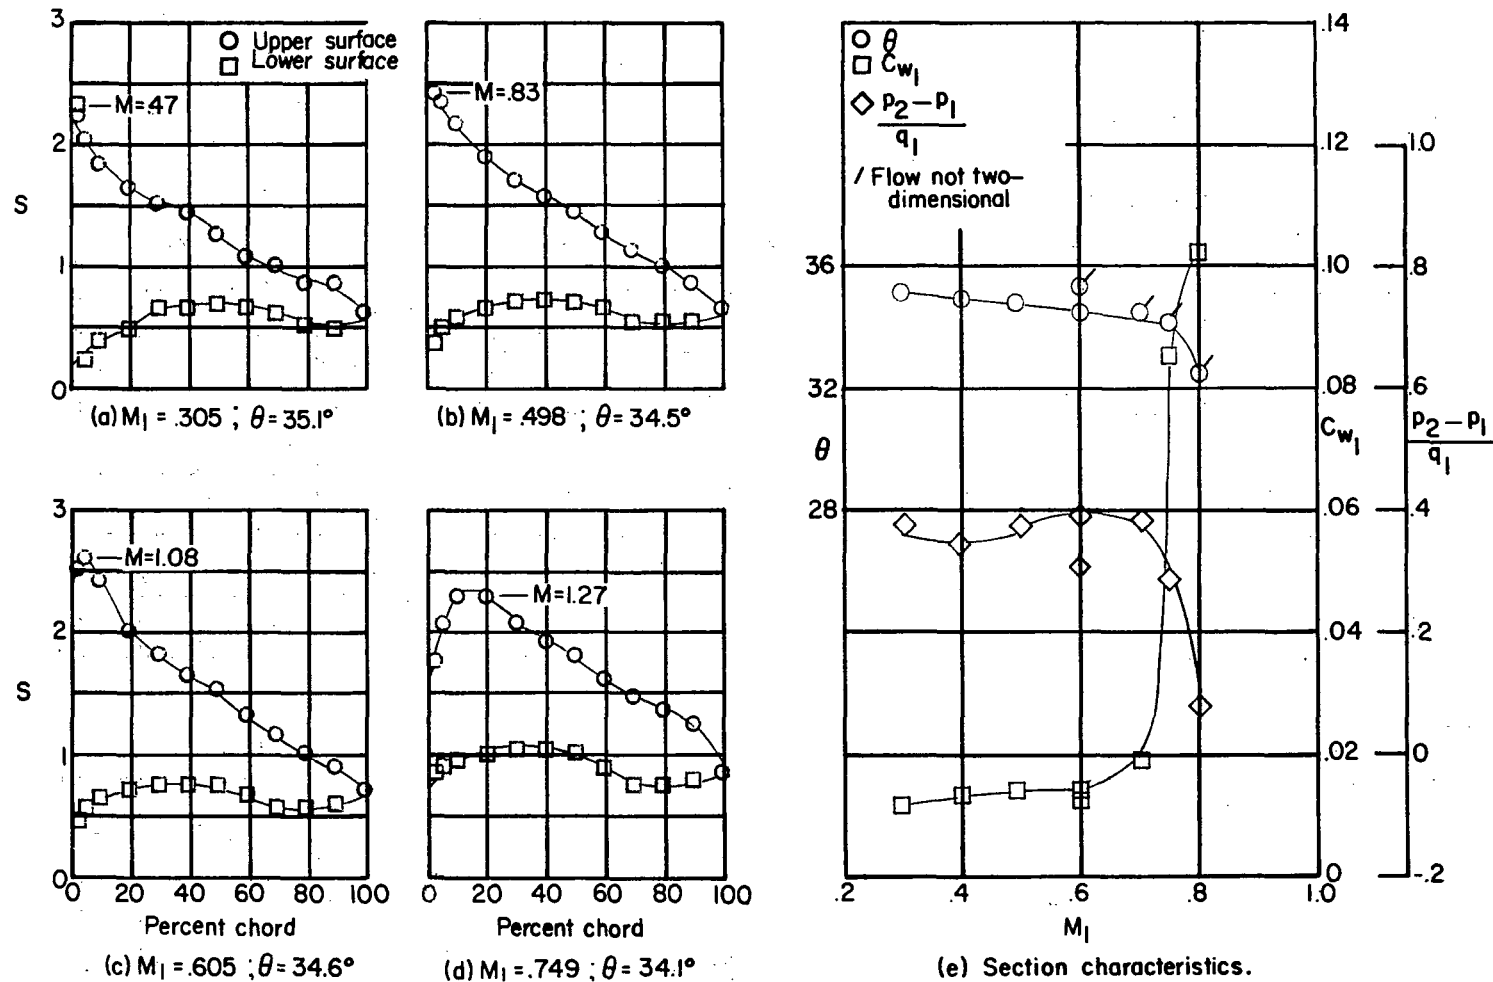 3
2
S
1
0
○ Upper surface
□ Lower surface
M=.47
(a) M₁ = .305 ; θ = 35.1°
M=.83
(b) M₁ = .498 ; θ = 34.5°
3
2
S
1
0
M=1.08
0 20 40 60 80 100
Percent chord
(c) M₁ = .605 ; θ = 34.6°
M=1.27
0 20 40 60 80 100
Percent chord
(d) M₁ = .749 ; θ = 34.1°
○ θ
□ C_w₁
◇ p₂ – p₁
q₁
/ Flow not two–
dimensional
36
32
θ
28
.14
.12
.10
.08
C_w₁
.06
.04
.02
.0
1.0
.8
.6
p₂ – p₁
q₁
.4
.2
0
-.2
.2 .4 .6 .8 1.0
M₁
(e) Section characteristics.